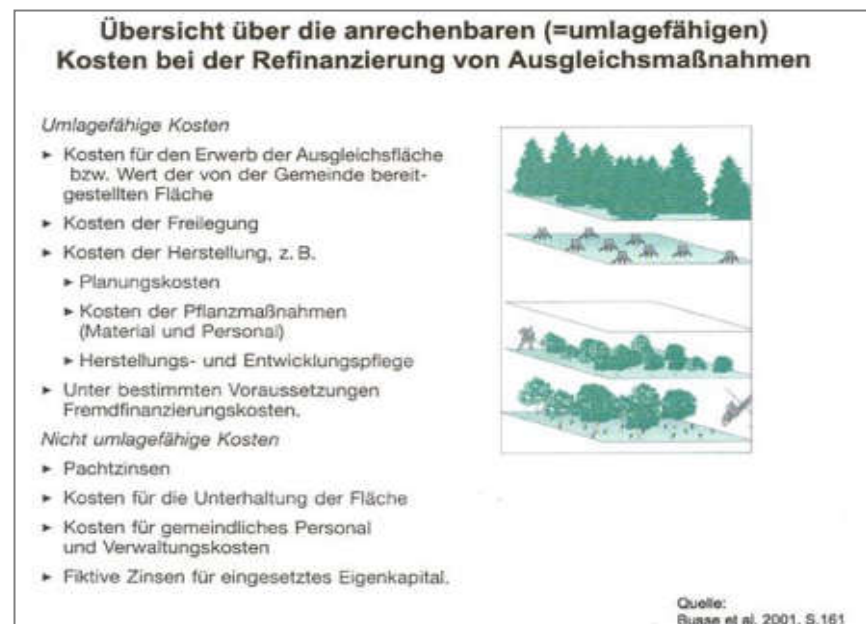 Übersicht über die anrechenbaren (=umlagefähigen)
Kosten bei der Refinanzierung von Ausgleichsmaßnahmen
Umlagefähige Kosten
► Kosten für den Erwerb der Ausgleichsfläche
bzw. Wert der von der Gemeinde bereit-
gestellten Fläche
► Kosten der Freilegung
► Kosten der Herstellung, z. B.
► Planungskosten
► Kosten der Pflanzmaßnahmen
(Material und Personal)
► Herstellungs- und Entwicklungspflege
► Unter bestimmten Voraussetzungen
Fremdfinanzierungskosten.
Nicht umlagefähige Kosten
► Pachtzinsen
► Kosten für die Unterhaltung der Fläche
► Kosten für gemeindliches Personal
und Verwaltungskosten
► Fiktive Zinsen für eingesetztes Eigenkapital.
Quelle:
Busse et al. 2001, S.161